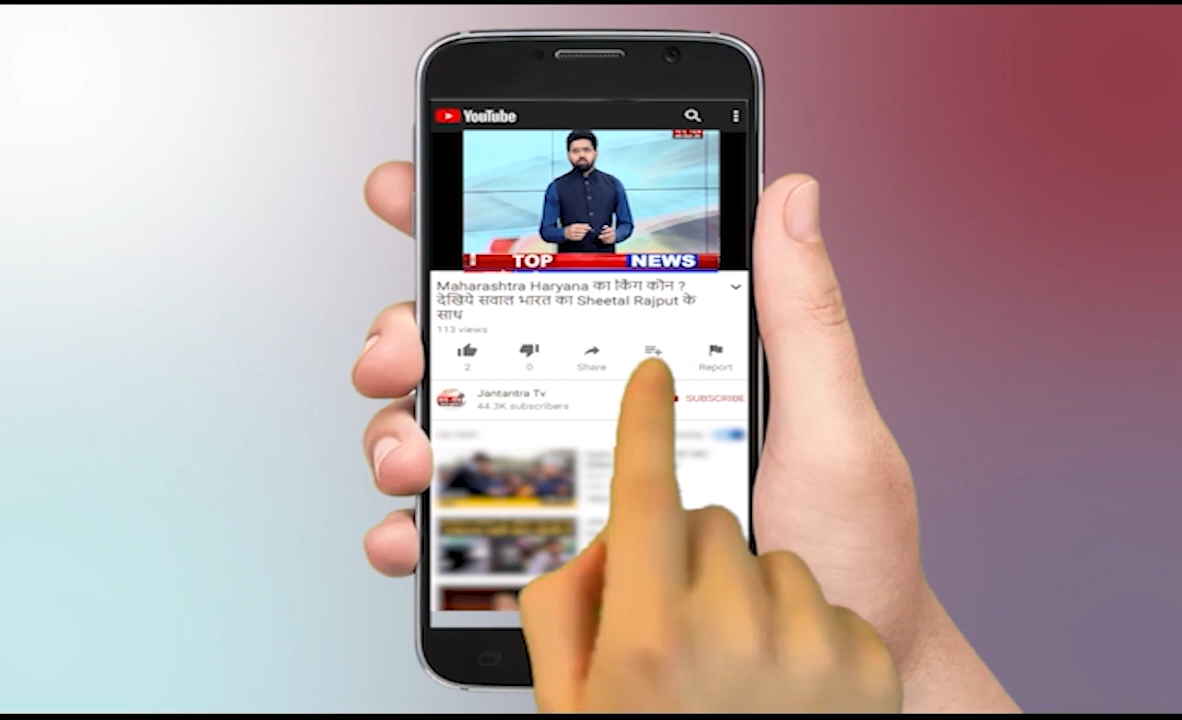 YouTube
TOP NEWS
Maharashtra Haryana का किंग कौन ?
देखिये सवाल भारत का Sheetal Rajput के
साथ
113 views
2
0
Share
Report
Jantantra Tv
44.3K subscribers
SUBSCRIBE